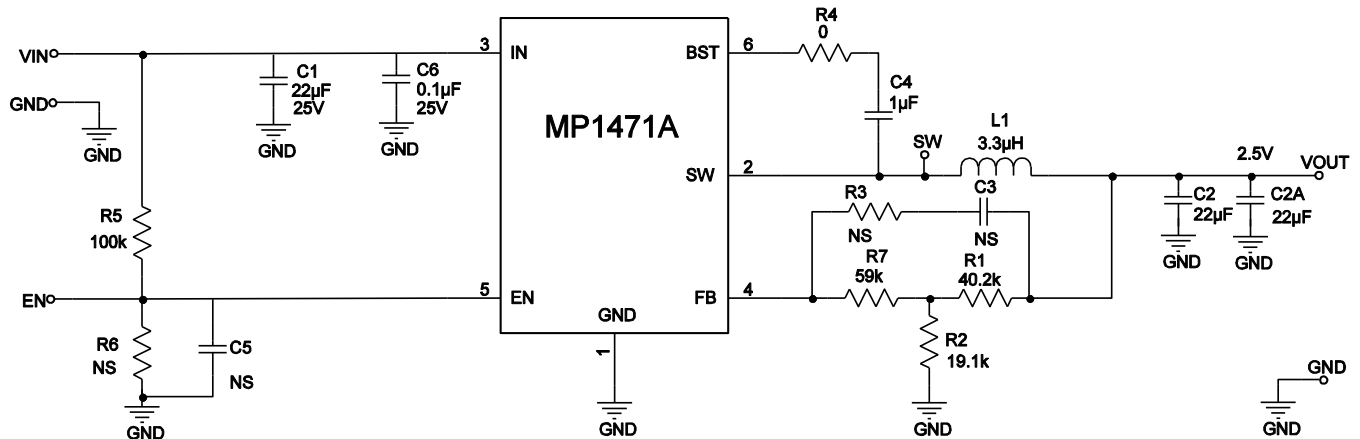 R4
0
VIN
3
IN
BST
6
C1
22µF
25V
C6
0.1µF
25V
C4
1µF
GND
GND
GND
GND
MP1471A
L1
3.3µH
SW
2.5V
VOUT
SW
2
R3
NS
C3
NS
C2
22µF
C2A
22µF
GND
GND
R5
100k
R7
59k
R1
40.2k
EN
5
EN
FB
4
GND
R6
NS
C5
NS
1
R2
19.1k
GND
GND
GND
GND
GND